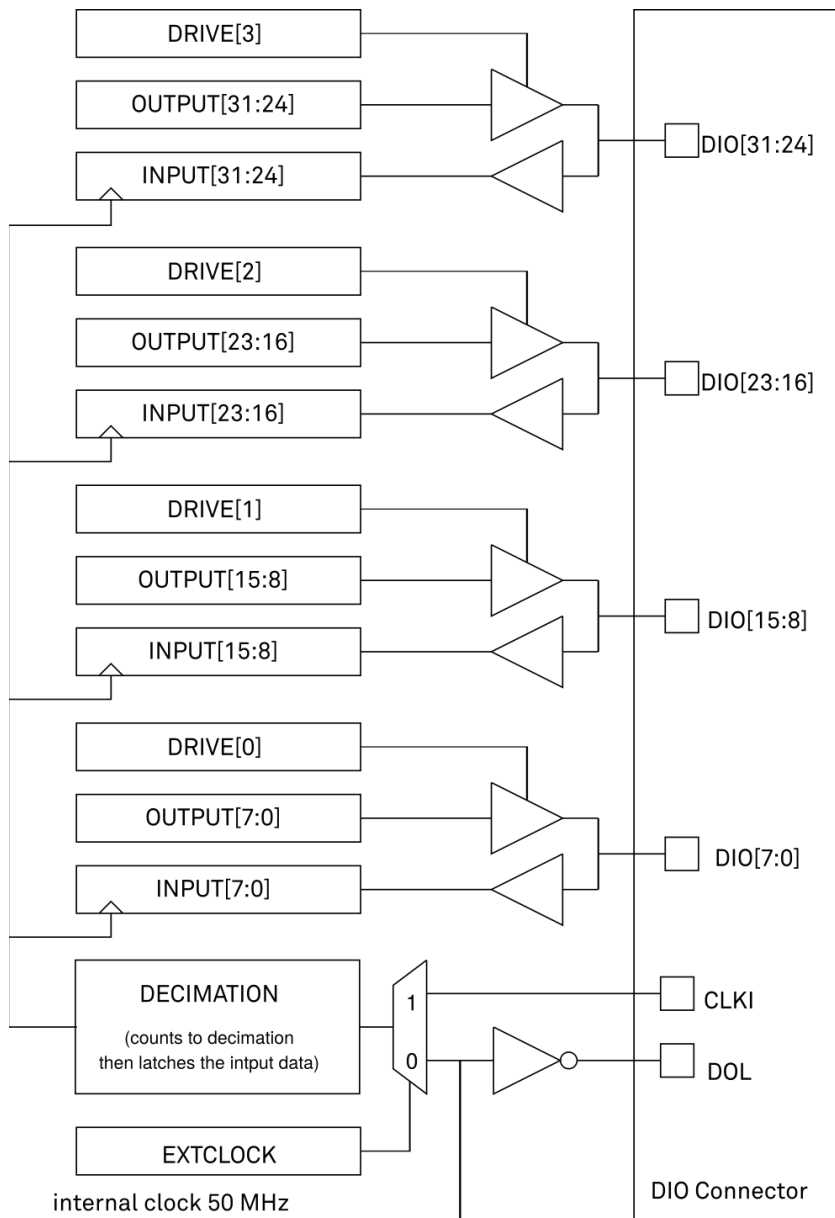 DRIVE[3]
OUTPUT[31:24]
INPUT[31:24]
DIO[31:24]
DRIVE[2]
OUTPUT[23:16]
INPUT[23:16]
DIO[23:16]
DRIVE[1]
OUTPUT[15:8]
INPUT[15:8]
DIO[15:8]
DRIVE[0]
OUTPUT[7:0]
INPUT[7:0]
DIO[7:0]
DECIMATION
(counts to decimation
then latches the intput data)
1
0
CLKI
DOL
EXTCLOCK
internal clock 50 MHz
DIO Connector